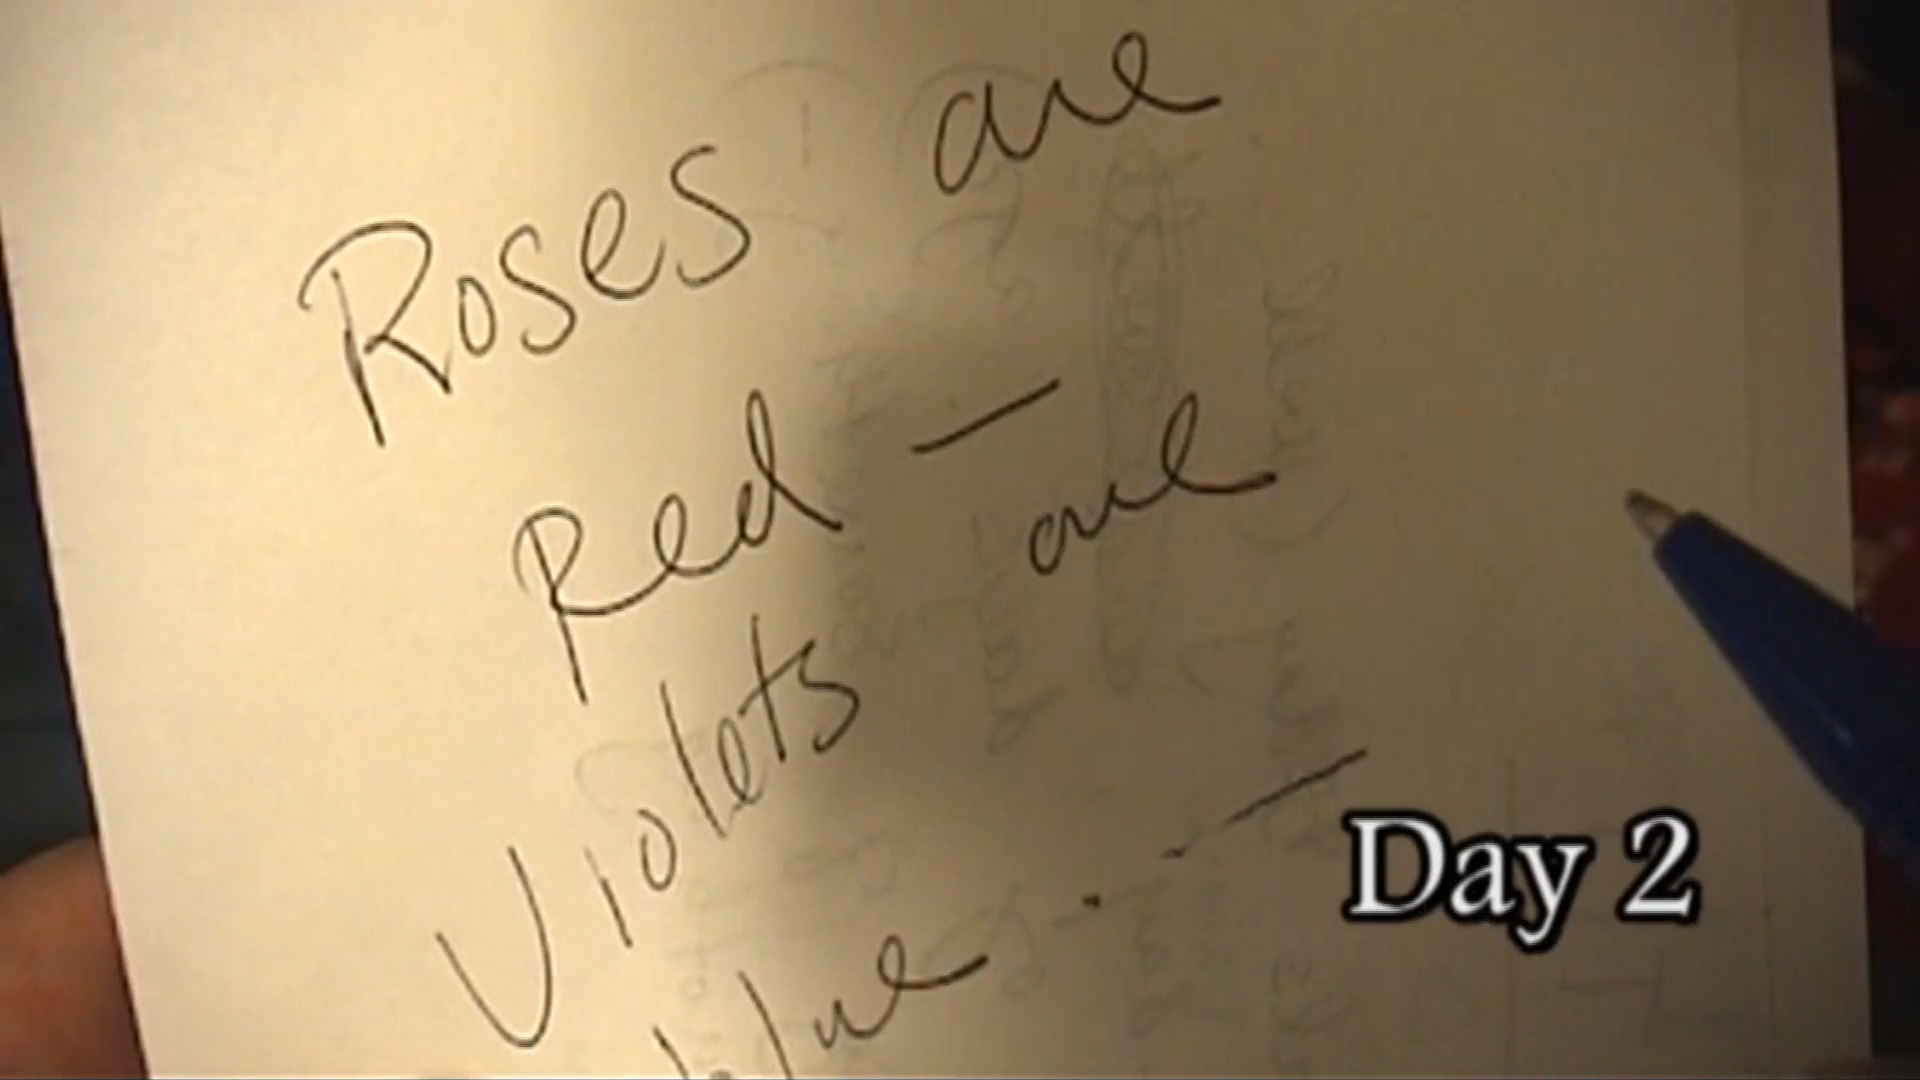 Roses are
Red —
Violets are
blue. —
Day 2